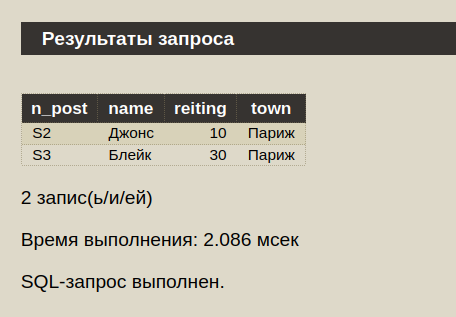 Результаты запроса
n_post name reiting town
S2 Джонс 10 Париж
S3 Блейк 30 Париж
2 запис(ь/и/ей)
Время выполнения: 2.086 мсек
SQL-запрос выполнен.